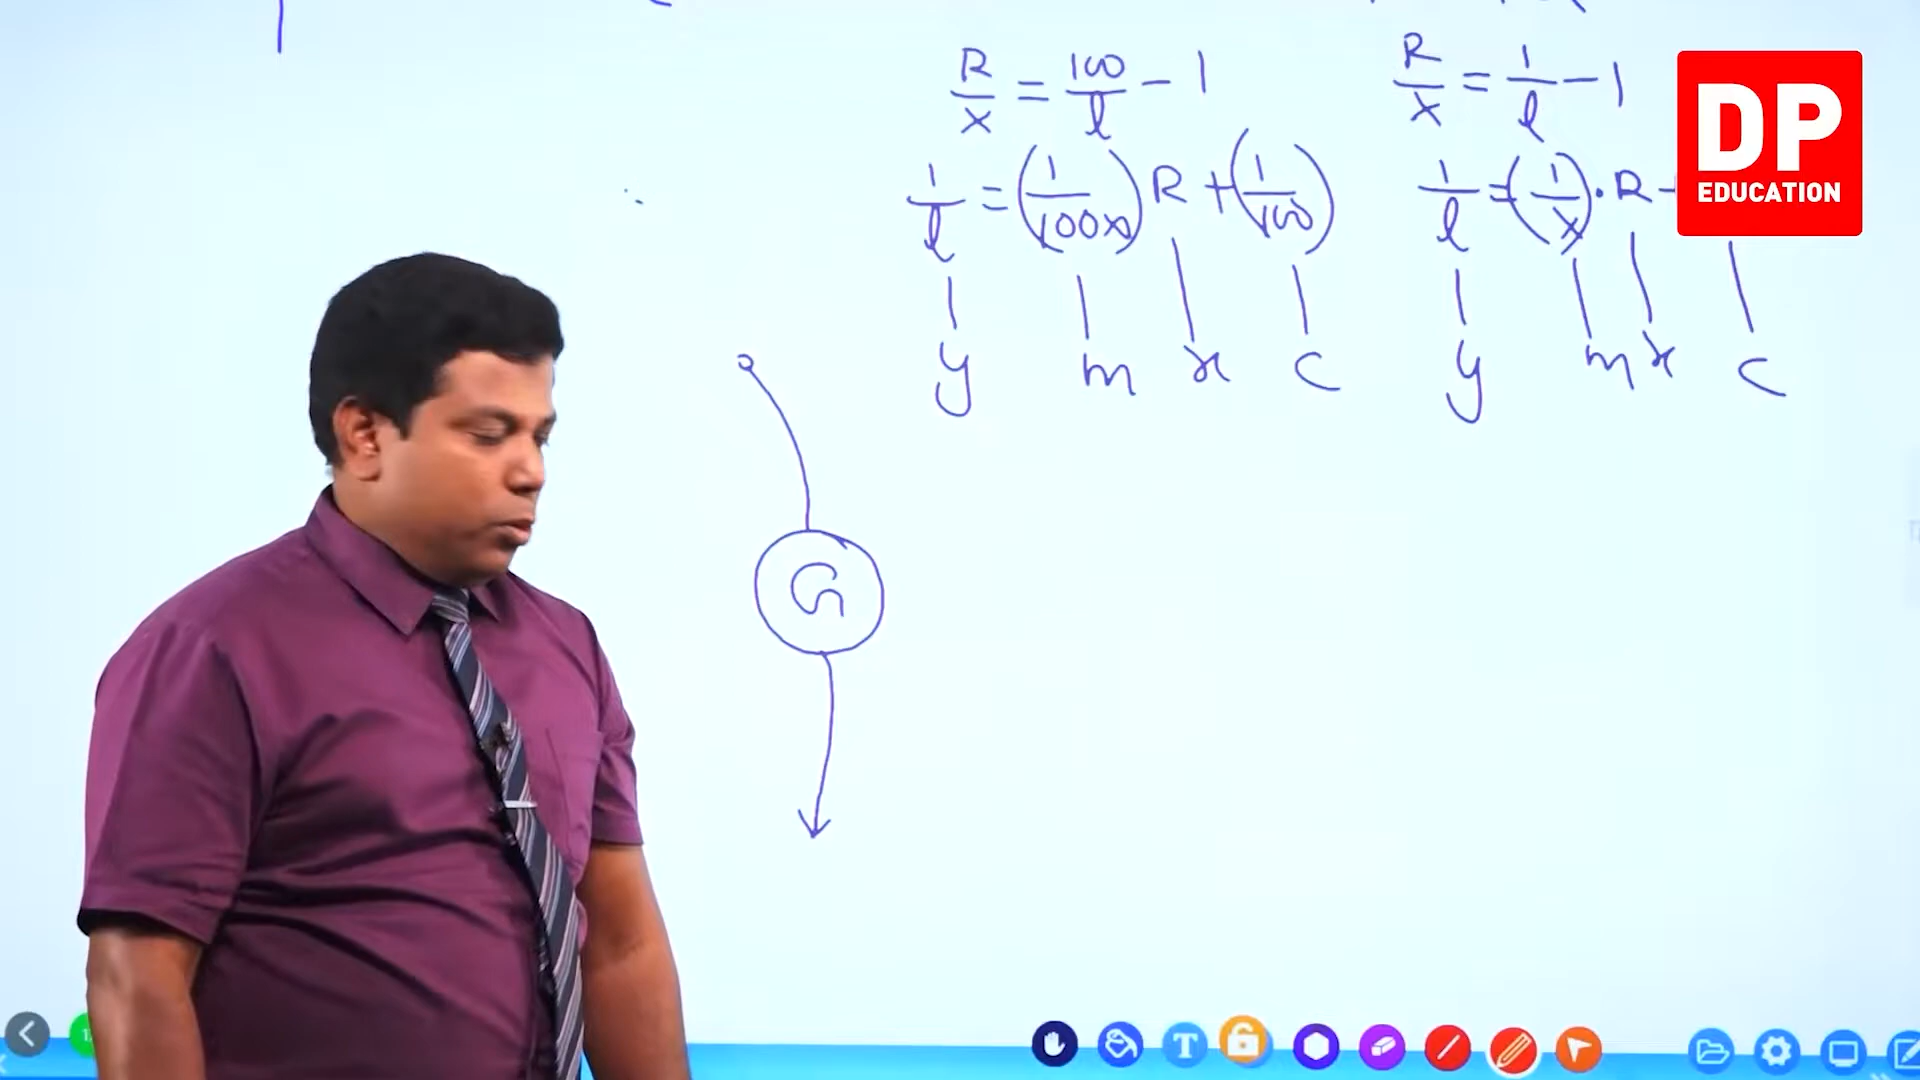 R/x = 100/l - 1
R/x = 1/l - 1
1/l = (1/100x) R + (1/100)
1/l = (1/x) · R
y m x c
y m x c
G
DP
EDUCATION
T